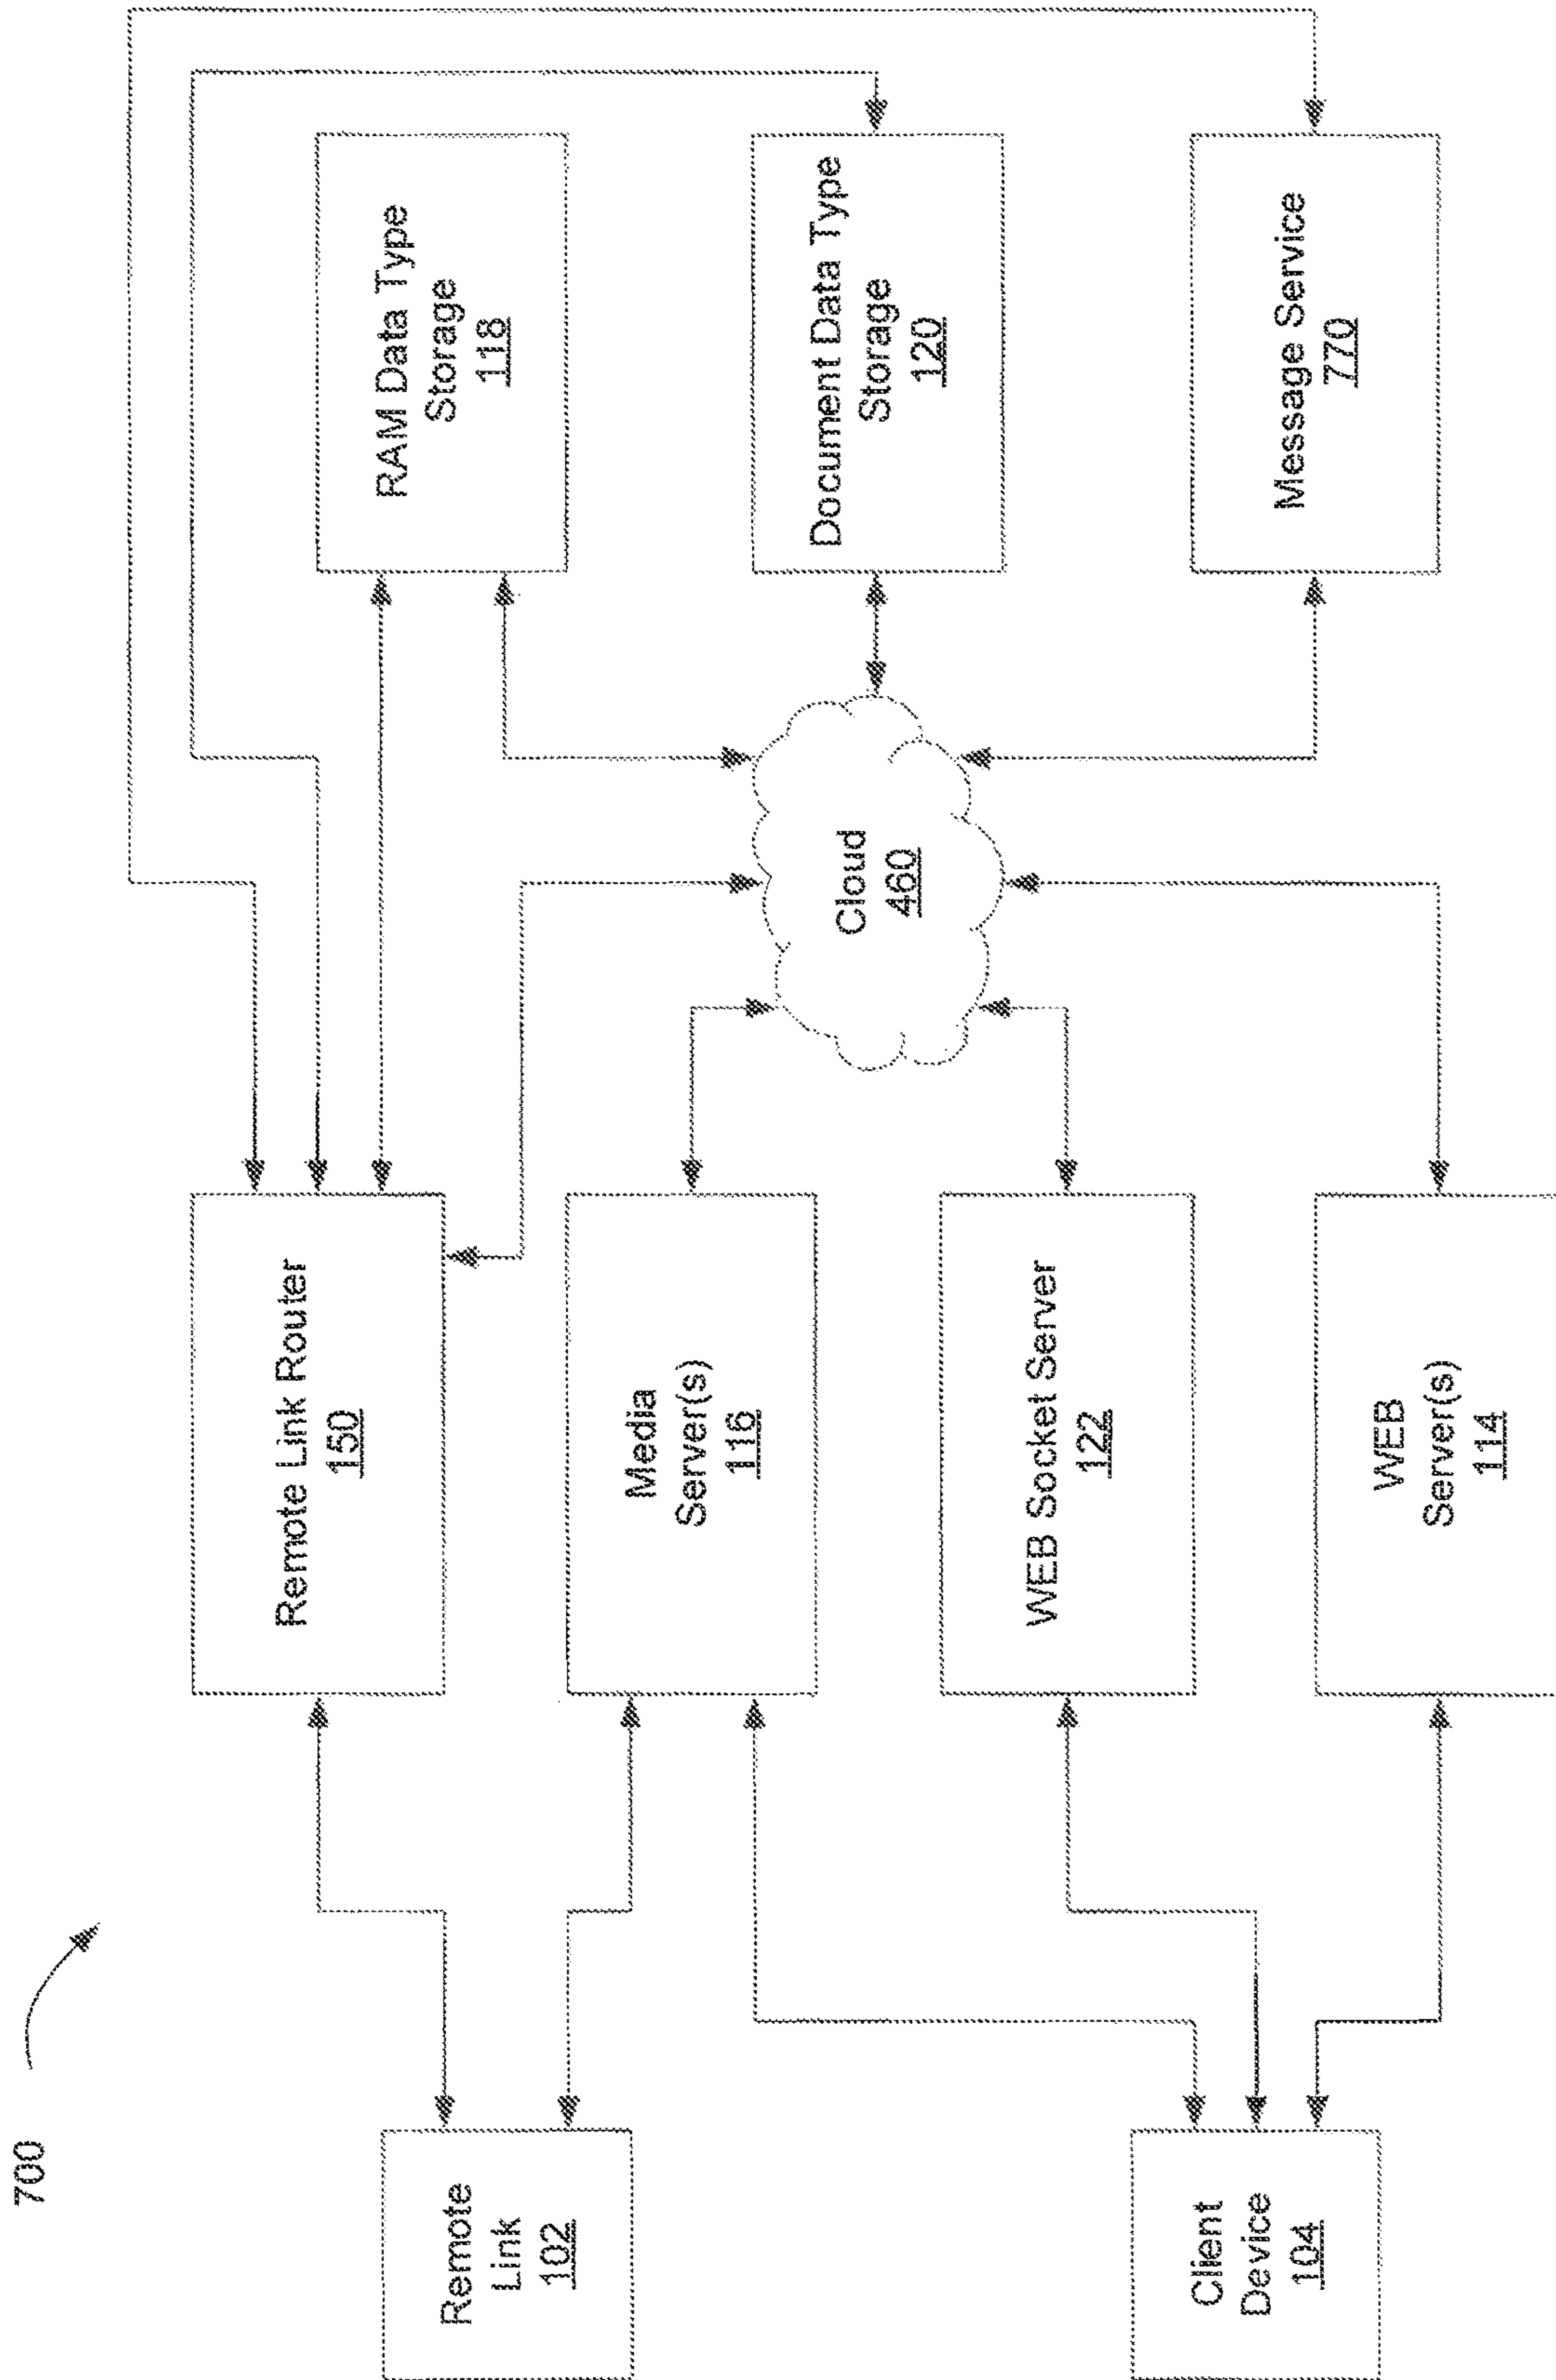 700
Remote
Link
102
Client
Device
104
Remote Link Router
150
Media
Server(s)
116
WEB Socket Server
122
WEB
Server(s)
114
Cloud
460
RAM Data Type
Storage
118
Document Data Type
Storage
120
Message Service
770